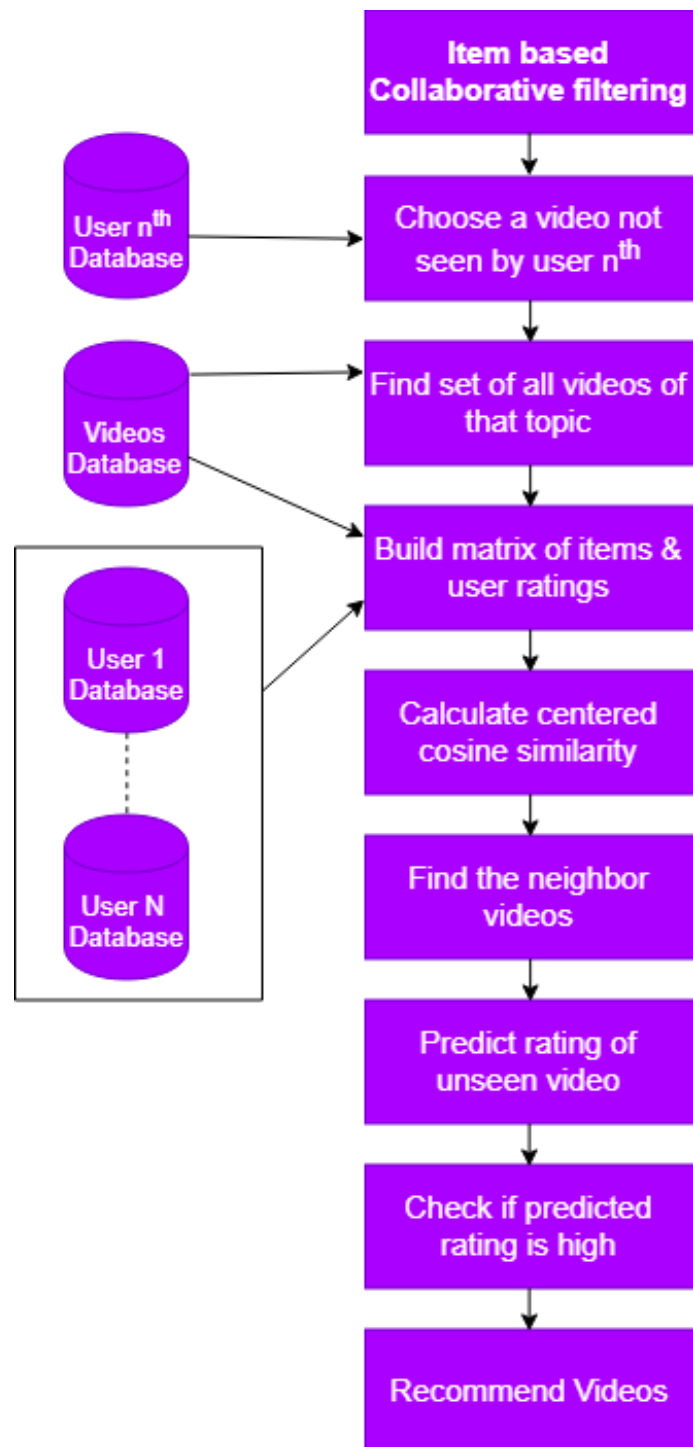 Item based
Collaborative filtering
User nth
Database
Choose a video not
seen by user nth
Videos
Database
Find set of all videos of
that topic
Build matrix of items &
user ratings
User 1
Database
Calculate centered
cosine similarity
User N
Database
Find the neighbor
videos
Predict rating of
unseen video
Check if predicted
rating is high
Recommend Videos